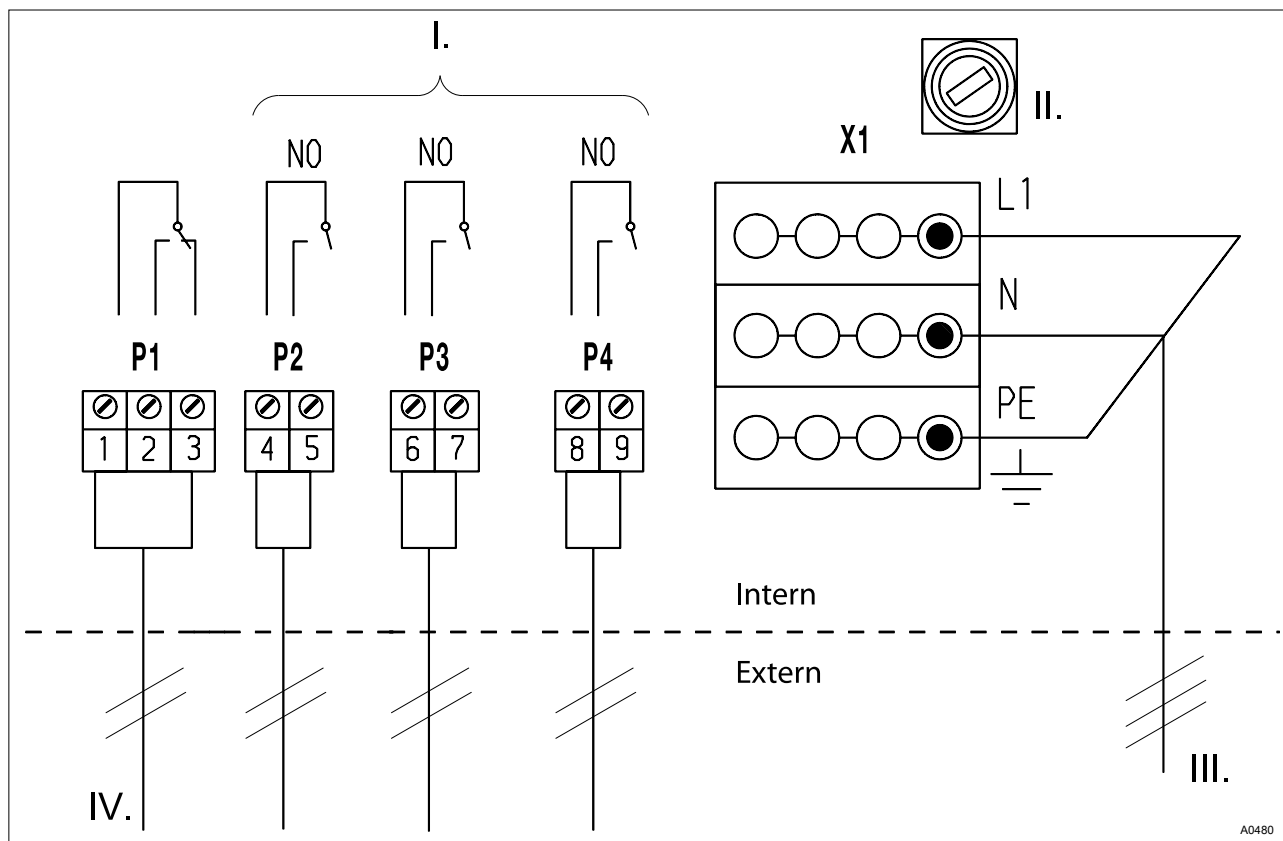 I.
II.
X1
NO NO NO
L1
N
PE
P1 P2 P3 P4
1 2 3 4 5 6 7 8 9
Intern
Extern
III.
IV.
A0480